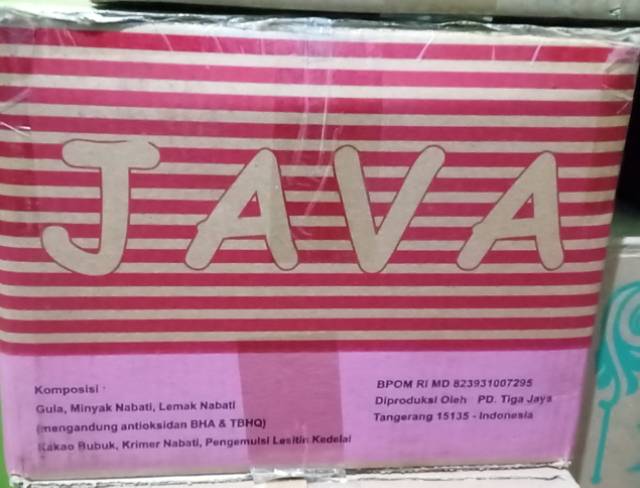 JAVA
Komposisi :
Gula, Minyak Nabati, Lemak Nabati
(mengandung antioksidan BHA & TBHQ)
Kakao Bubuk, Krimer Nabati, Pengemulsi Lesitin Kedelai
BPOM RI MD 823931007295
Diproduksi Oleh PD. Tiga Jaya
Tangerang 15135 - Indonesia